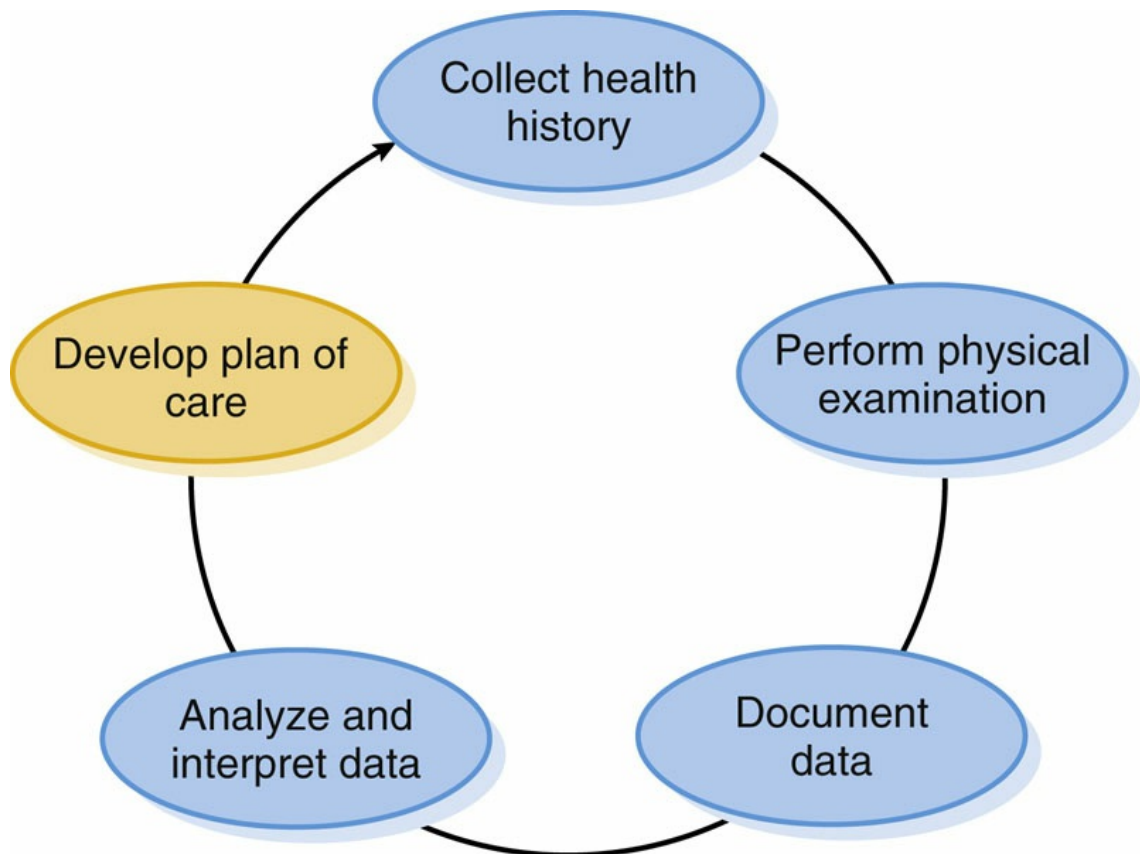 Collect health
history
Perform physical
examination
Document
data
Analyze and
interpret data
Develop plan of
care